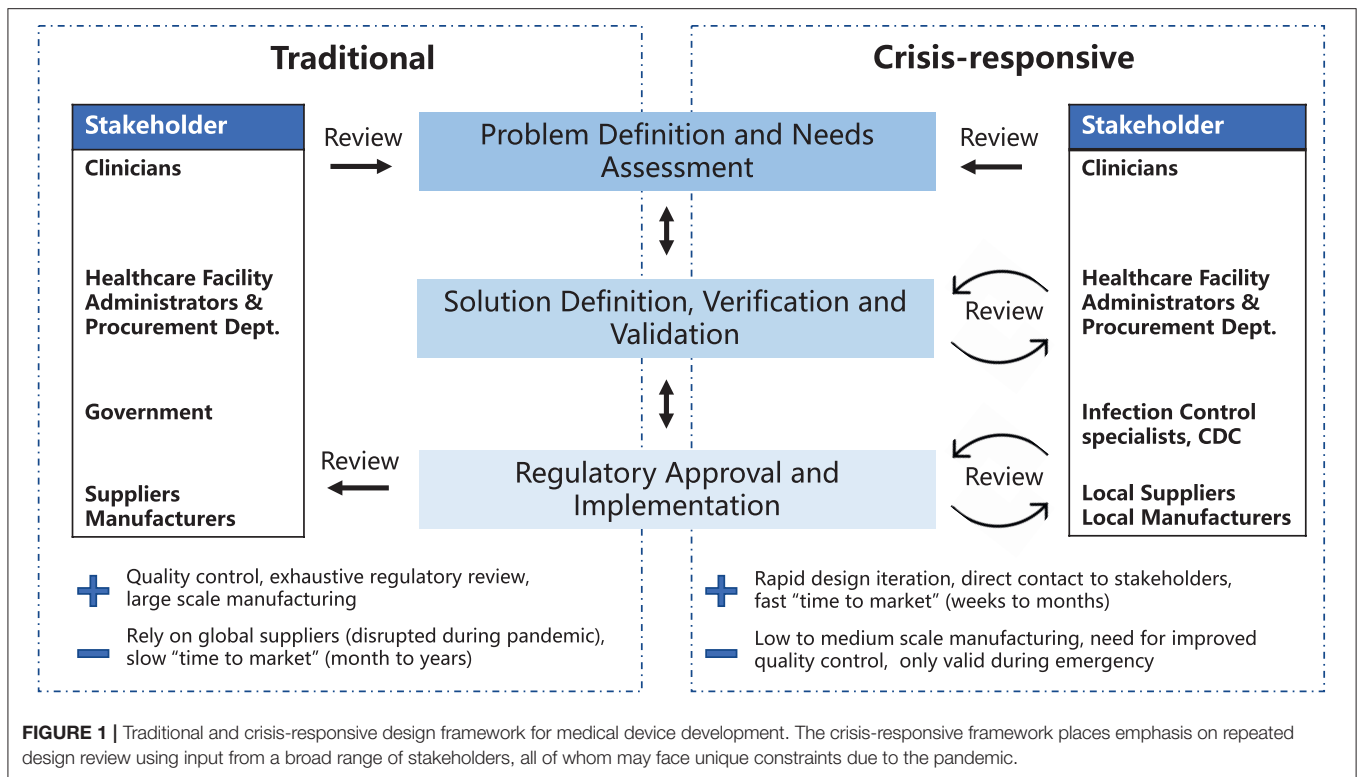 Traditional
Crisis-responsive
Stakeholder
Clinicians
Healthcare Facility
Administrators &
Procurement Dept.
Government
Suppliers
Manufacturers
Review
Review
Problem Definition and Needs
Assessment
Solution Definition, Verification and
Validation
Regulatory Approval and
Implementation
Review
Review
Review
Stakeholder
Clinicians
Healthcare Facility
Administrators &
Procurement Dept.
Infection Control
specialists, CDC
Local Suppliers
Local Manufacturers
Quality control, exhaustive regulatory review,
large scale manufacturing
Rely on global suppliers (disrupted during pandemic),
slow “time to market” (month to years)
Rapid design iteration, direct contact to stakeholders,
fast “time to market” (weeks to months)
Low to medium scale manufacturing, need for improved
quality control, only valid during emergency
FIGURE 1 | Traditional and crisis-responsive design framework for medical device development. The crisis-responsive framework places emphasis on repeated
design review using input from a broad range of stakeholders, all of whom may face unique constraints due to the pandemic.